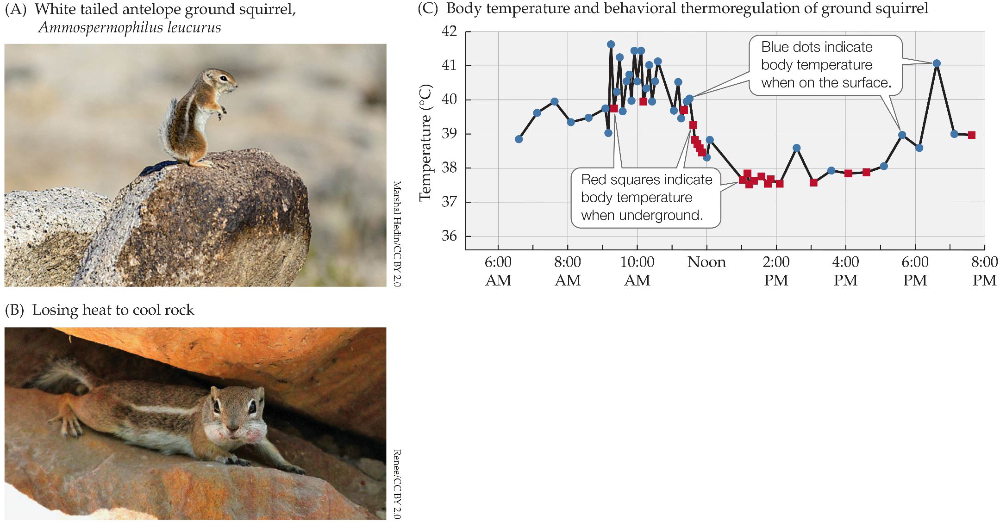 (A) White tailed antelope ground squirrel,
Ammospermophilus leucurus
Marshal Hedin/CC BY 2.0
(B) Losing heat to cool rock
Renee/CC BY 2.0
(C) Body temperature and behavioral thermoregulation of ground squirrel
Temperature (°C)
42
41
40
39
38
37
36
Blue dots indicate
body temperature
when on the surface.
Red squares indicate
body temperature
when underground.
6:00 8:00 10:00 Noon 2:00 4:00 6:00 8:00
AM AM AM PM PM PM PM